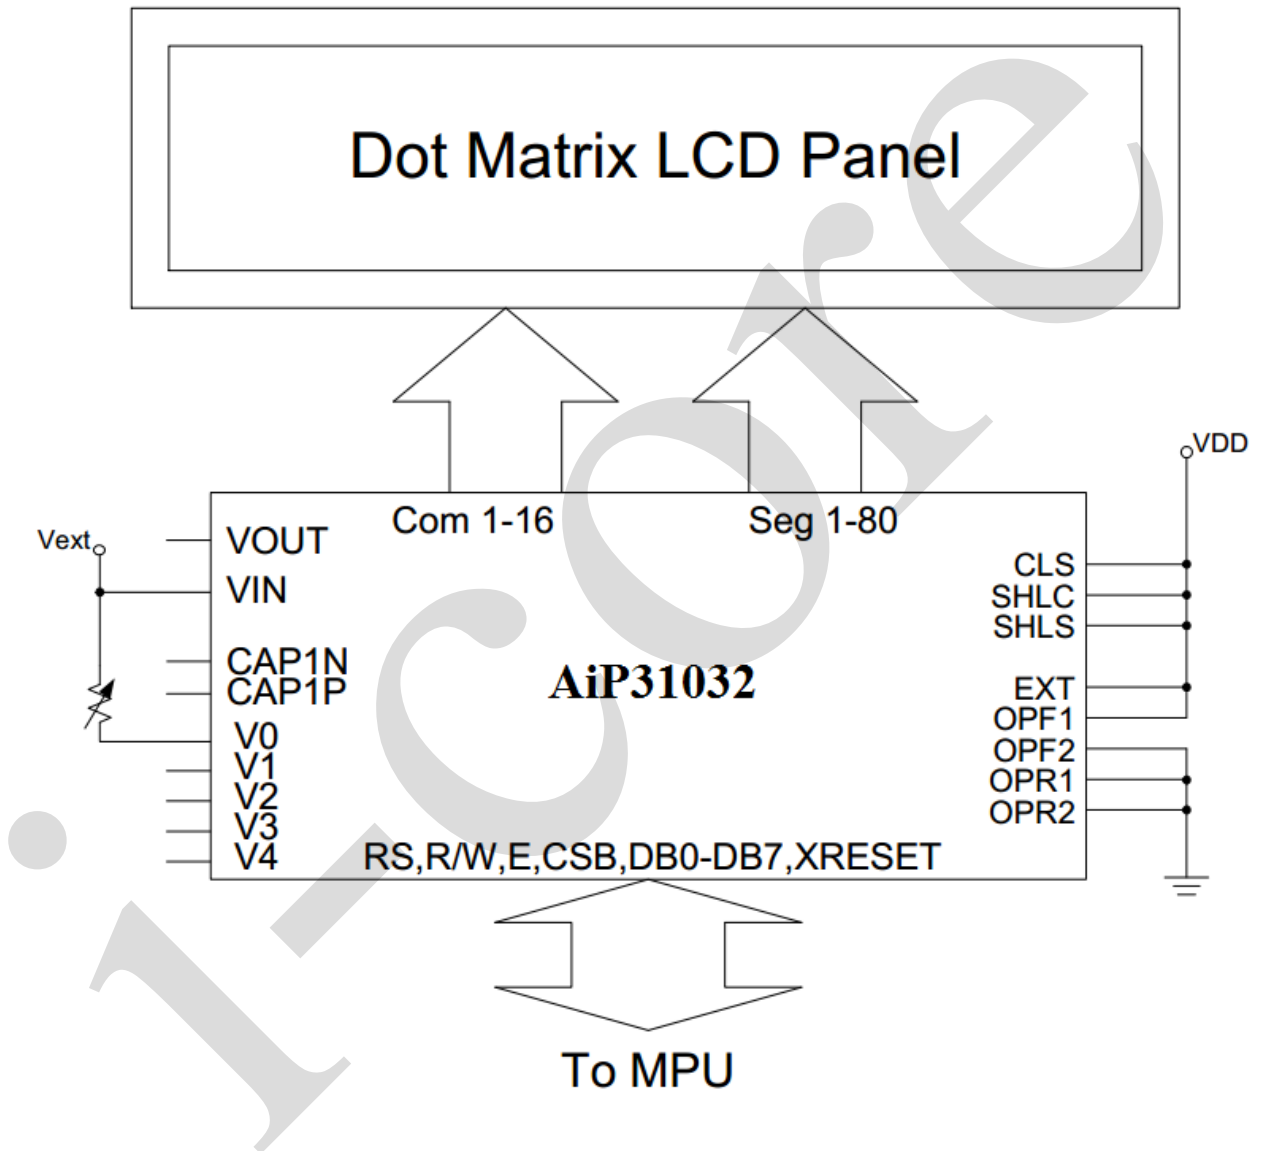 Dot Matrix LCD Panel
VDD
Vext
Com 1-16
Seg 1-80
VOUT
VIN
CAP1N
CAP1P
V0
V1
V2
V3
V4
AiP31032
CLS
SHLC
SHLS
EXT
OPF1
OPF2
OPR1
OPR2
RS,R/W,E,CSB,DB0-DB7,XRESET
To MPU
i-core